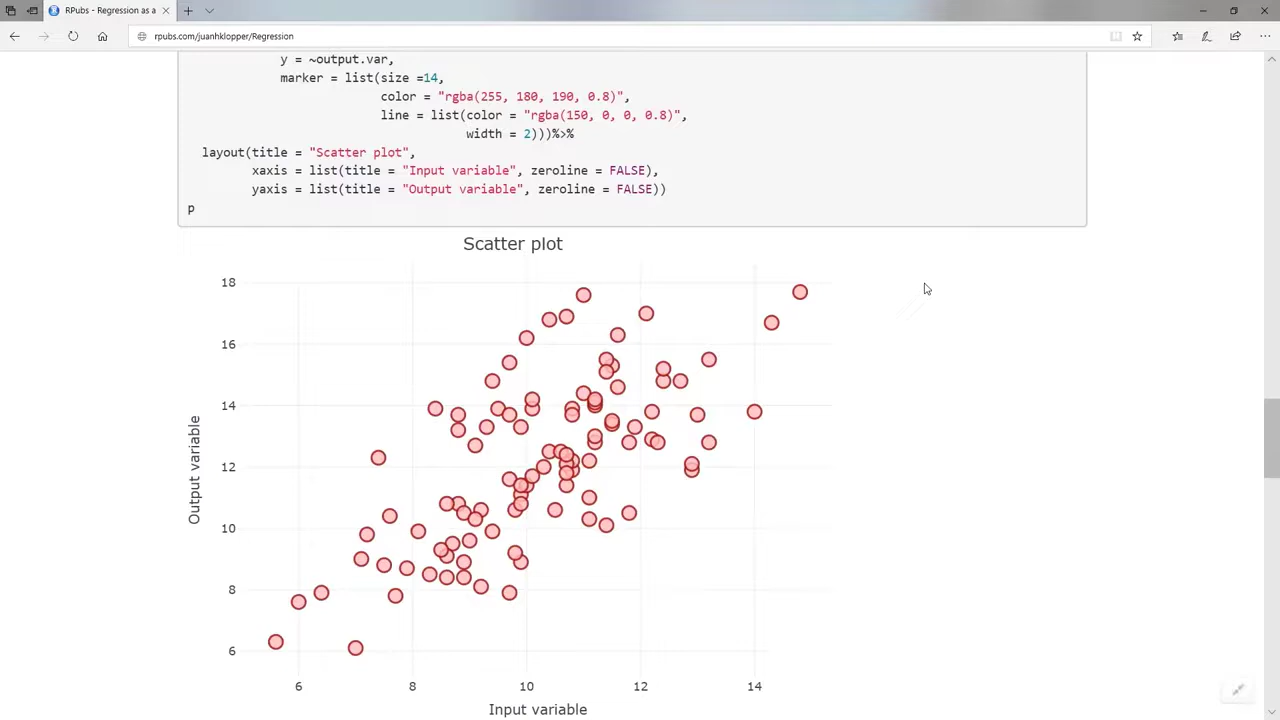 RPubs - Regression as a
rpubs.com/juanhklopper/Regression
y = ~output.var,
marker = list(size =14,
color = "rgba(255, 180, 190, 0.8)",
line = list(color = "rgba(150, 0, 0, 0.8)",
width = 2)))%>%
layout(title = "Scatter plot",
xaxis = list(title = "Input variable", zeroline = FALSE),
yaxis = list(title = "Output variable", zeroline = FALSE))
p
Scatter plot
18
16
14
12
10
8
6
Output variable
6 8 10 12 14
Input variable